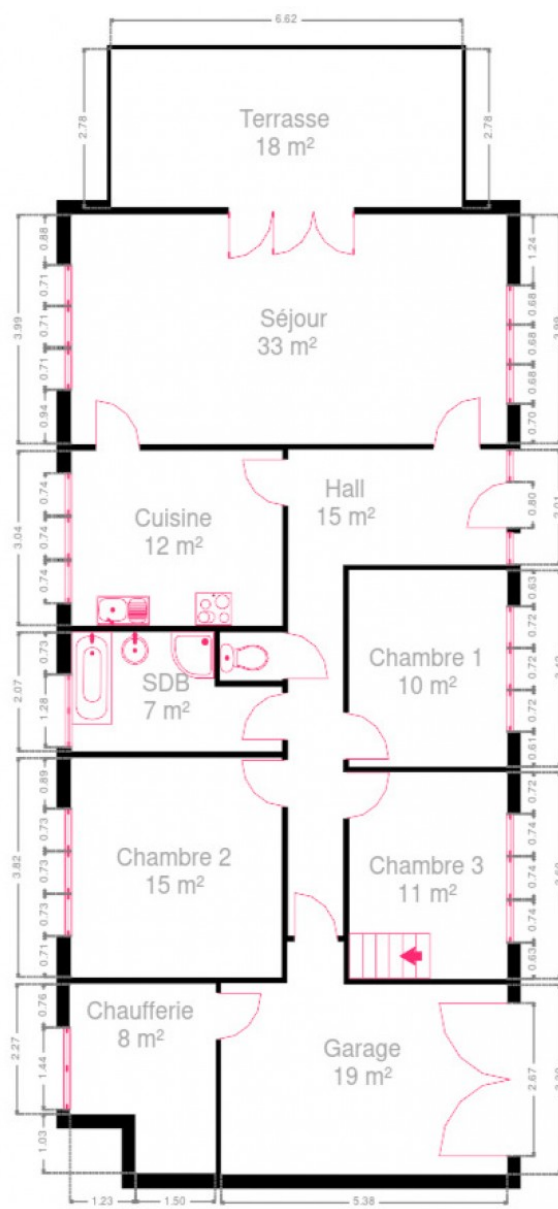 6.62
2.78
Terrasse
18 m²
2.78
0.88
1.24
0.71
0.68
3.99
0.71
Séjour
33 m²
0.68
0.71
0.68
0.94
0.70
Hall
15 m²
0.80
0.74
3.04
0.74
Cuisine
12 m²
0.74
0.63
0.73
0.72
2.07
1.28
SDB
7 m²
Chambre 1
10 m²
0.72
0.72
0.61
0.89
0.72
0.73
0.74
3.82
0.73
Chambre 2
15 m²
Chambre 3
11 m²
0.74
0.73
0.74
0.71
0.63
0.76
Chaufferie
8 m²
2.27
1.44
Garage
19 m²
2.67
1.03
1.23
1.50
5.38